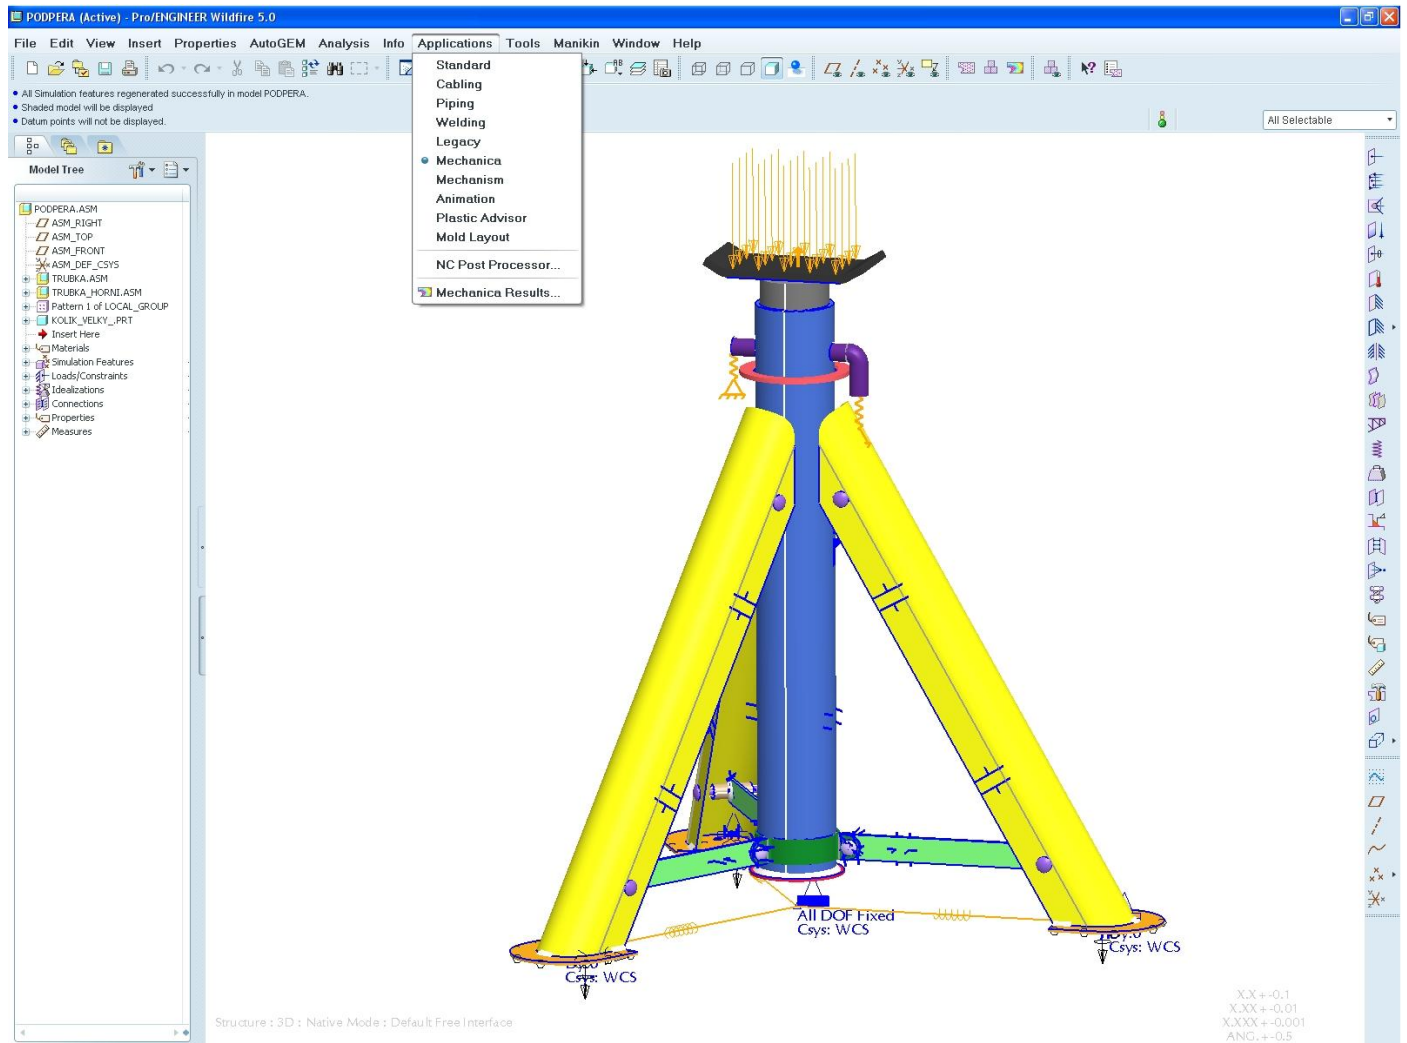 PODPERA (Active) - Pro/ENGINEER Wildfire 5.0
File Edit View Insert Properties AutoGEM Analysis Info Applications Tools Manikin Window Help
Standard
Cabling
Piping
Welding
Legacy
Mechanica
Mechanism
Animation
Plastic Advisor
Mold Layout
NC Post Processor...
Mechanica Results...
All Simulation features regenerated successfully in model PODPERA.
Shaded model will be displayed
Datum points will not be displayed.
All Selectable
Model Tree
PODPERA.ASM
ASM_RIGHT
ASM_TOP
ASM_FRONT
ASM_DEF_CSYS
TRUBKA.ASM
TRUBKA_HORNI.ASM
Pattern 1 of LOCAL_GROUP
KOLIK_VELKY_.PRT
Insert Here
Materials
Simulation Features
Loads/Constraints
Idealizations
Connections
Properties
Measures
All DOF Fixed
Csys: WCS
Csys: WCS
Csys: WCS
Structure : 3D : Native Mode : Default Free Interface
X.X +-0.1
X.XX +-0.01
X.XXX +-0.001
ANG. +-0.5